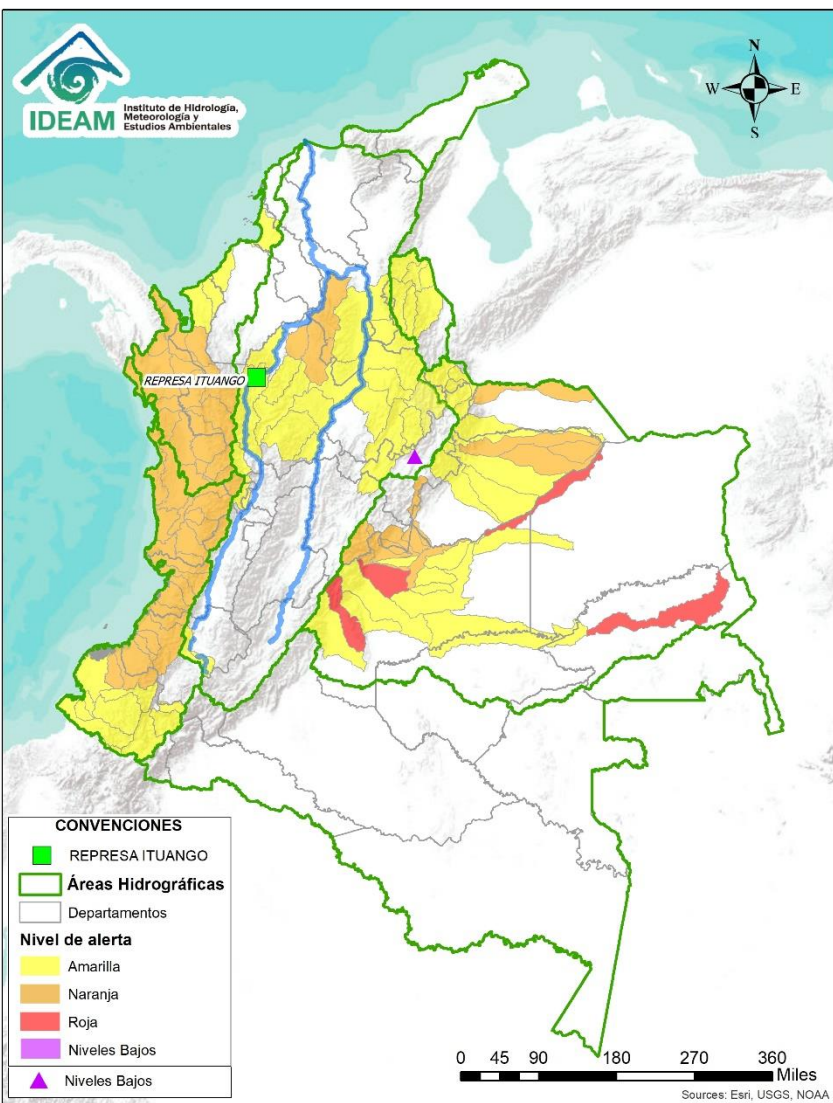 IDEAM
Instituto de Hidrología,
Meteorología y
Estudios Ambientales
N
W
E
S
REPRESA ITUANGO
CONVENCIONES
REPRESA ITUANGO
Áreas Hidrográficas
Departamentos
Nivel de alerta
Amarilla
Naranja
Roja
Niveles Bajos
Niveles Bajos
0 45 90 180 270 360
Miles
Sources: Esri, USGS, NOAA